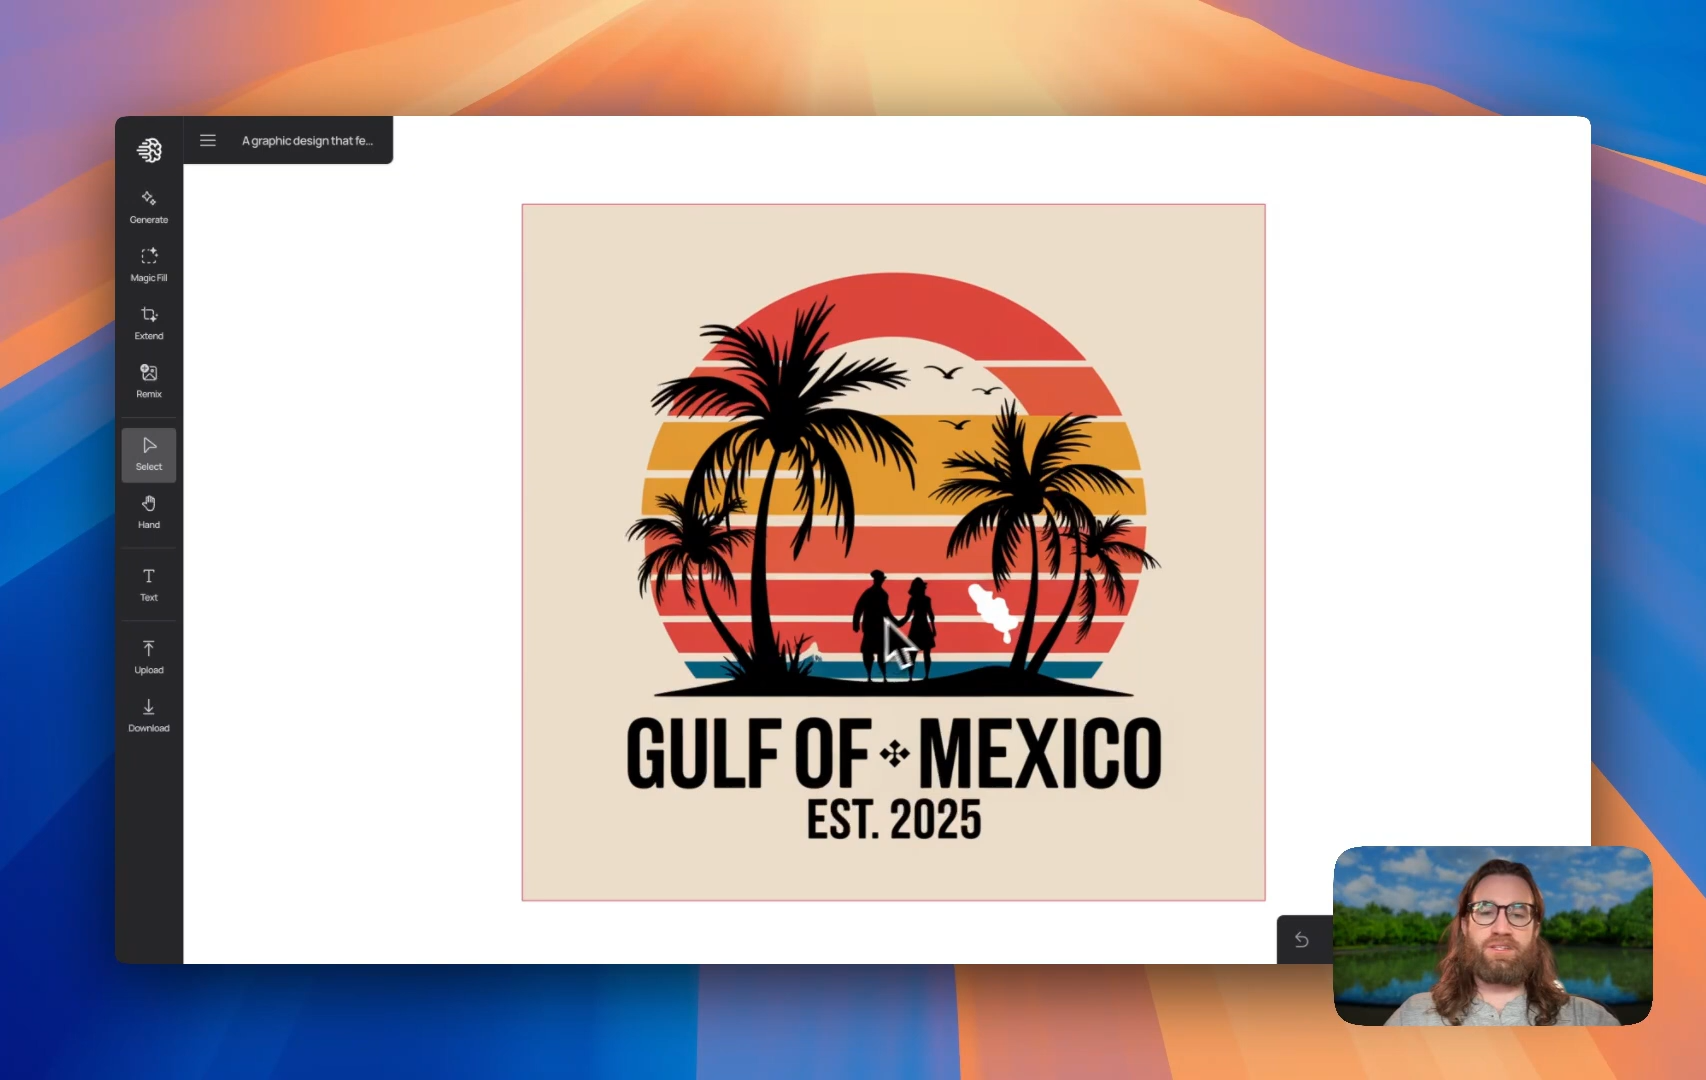 A graphic design that fe...
Generate
Magic Fill
Extend
Remix
Select
Hand
Text
Upload
Download
GULF OF MEXICO
EST. 2025